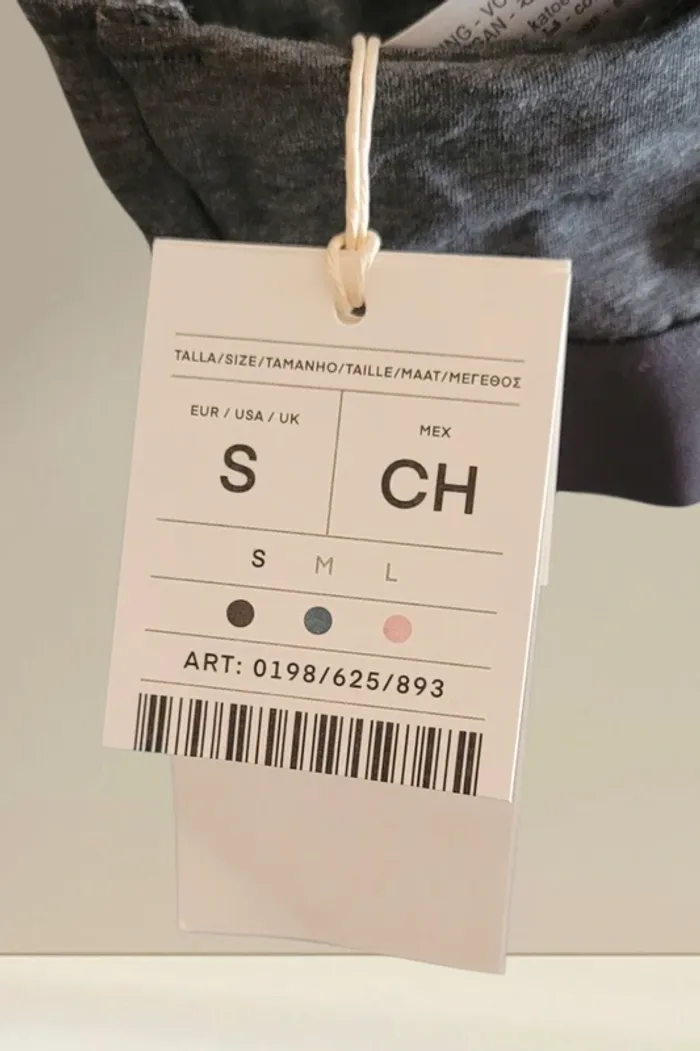 TALLA/SIZE/TAMANHO/TAILLE/MAAT/ΜΕΓΕΘΟΣ
EUR / USA / UK
S
MEX
CH
S M L
ART: 0198/625/893